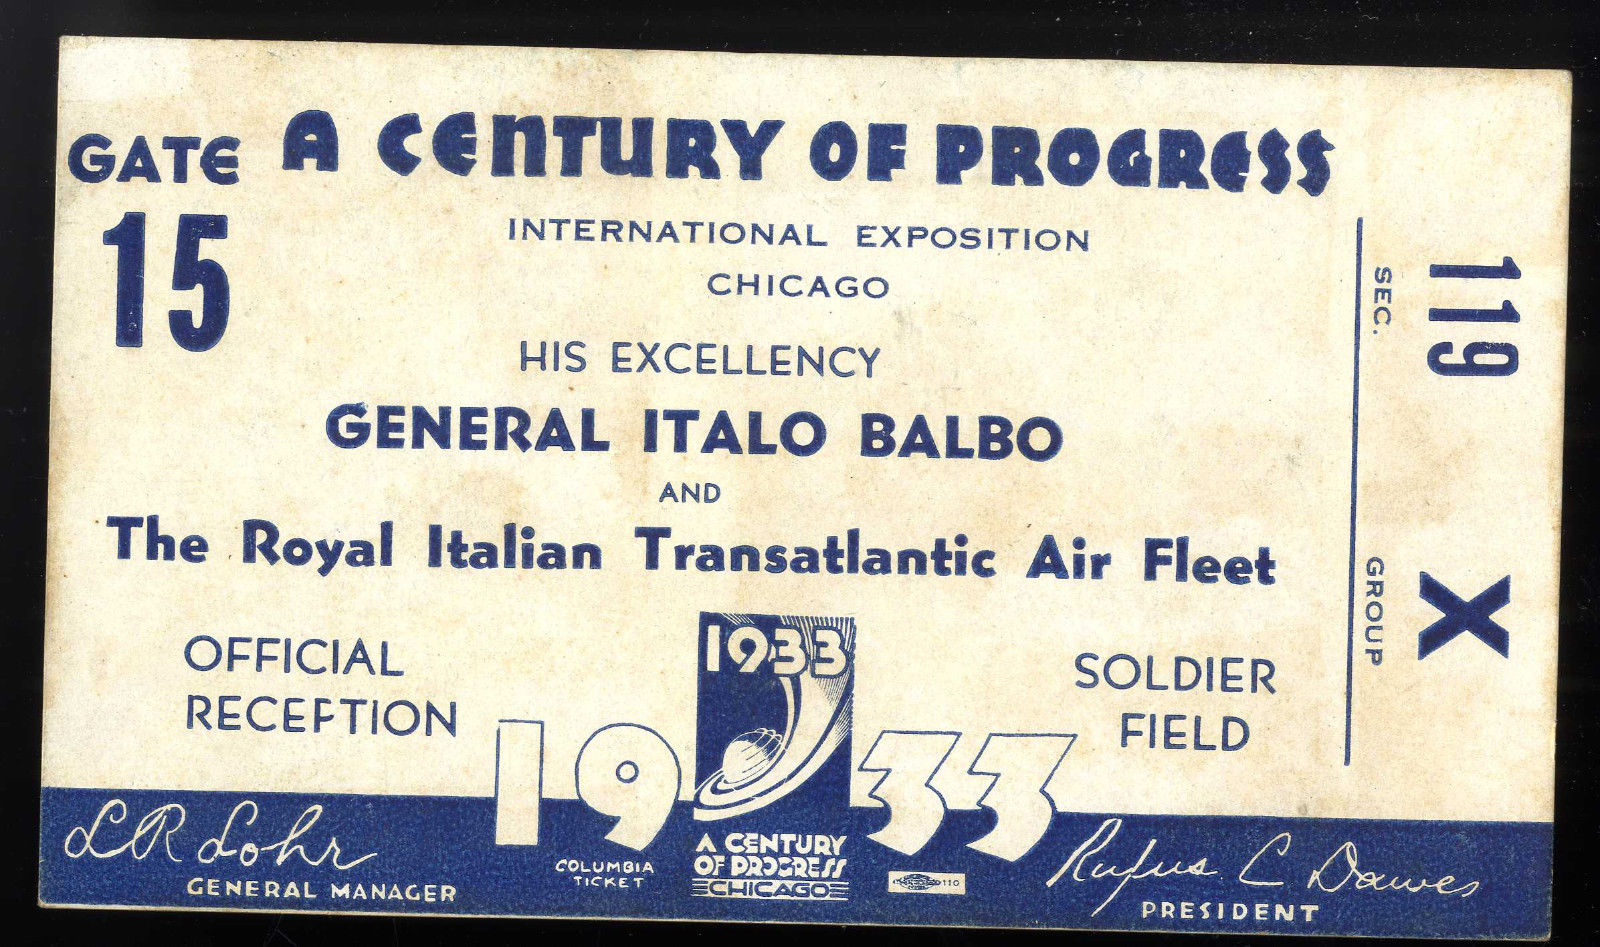 GATE
15
A CENTURY OF PROGRESS
INTERNATIONAL EXPOSITION
CHICAGO
HIS EXCELLENCY
GENERAL ITALO BALBO
AND
The Royal Italian Transatlantic Air Fleet
OFFICIAL
RECEPTION
1933
SOLDIER
FIELD
1933
A CENTURY
OF PROGRESS
CHICAGO
L R Lohr
GENERAL MANAGER
COLUMBIA
TICKET
110
Rufus C Dawes
PRESIDENT
SEC. 119
GROUP X